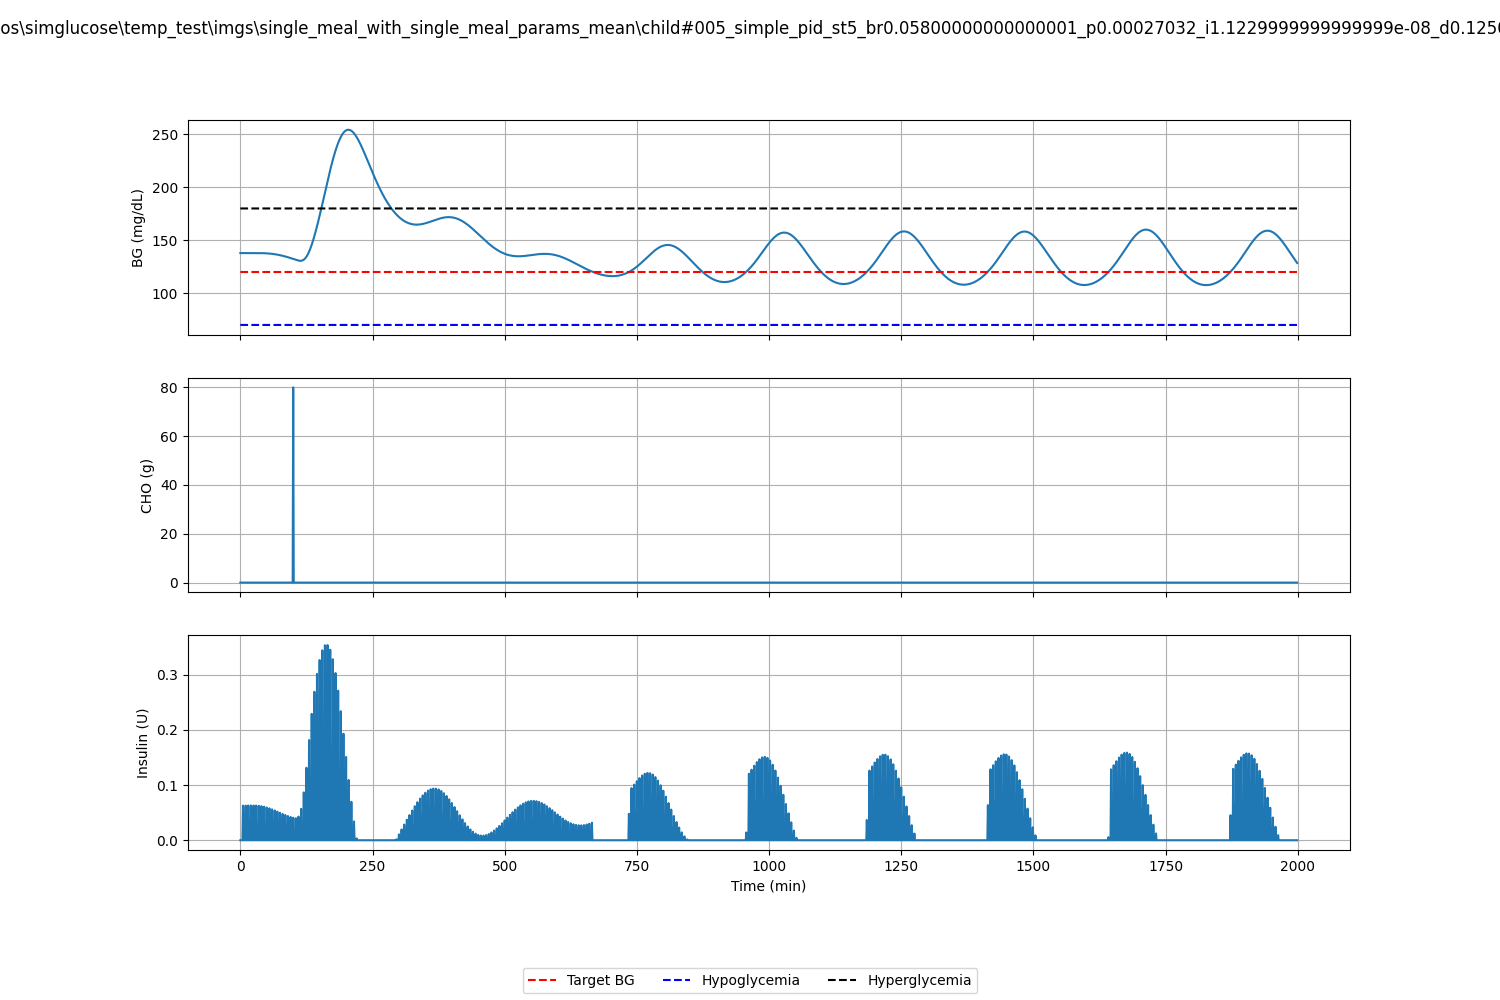 os\simglucose\temp_test\imgs\single_meal_with_single_meal_params_mean\child#005_simple_pid_st5_br0.05800000000000001_p0.00027032_i1.1229999999999999e-08_d0.1250
BG (mg/dL)
250
200
150
100
CHO (g)
80
60
40
20
0
Insulin (U)
0.3
0.2
0.1
0.0
0 250 500 750 1000 1250 1500 1750 2000
Time (min)
Target BG Hypoglycemia Hyperglycemia